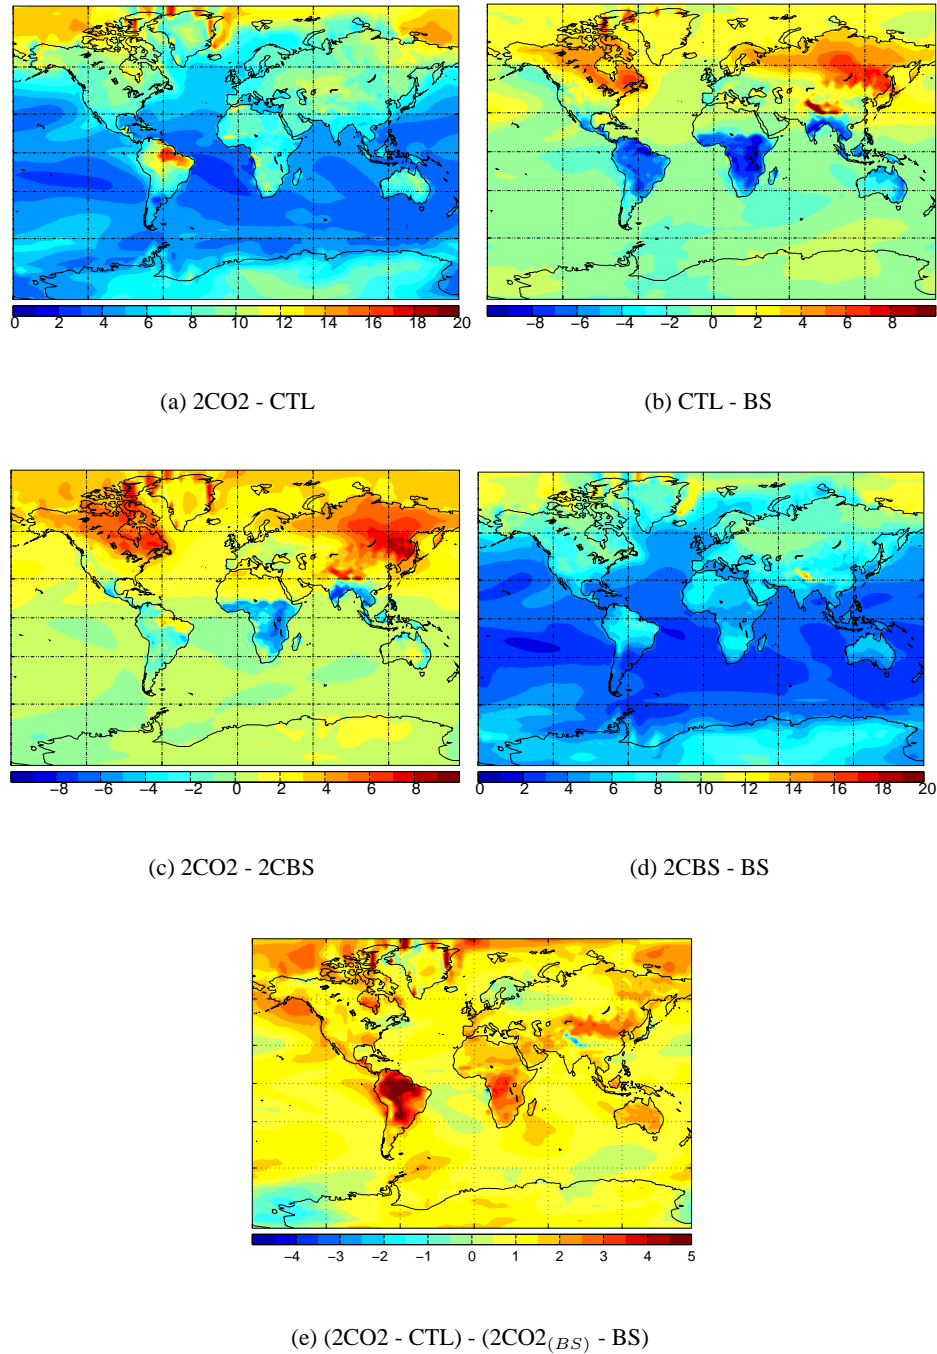 0 2 4 6 8 10 12 14 16 18 20
−8 −6 −4 −2 0 2 4 6 8
(a) 2CO2 - CTL
(b) CTL - BS
−8 −6 −4 −2 0 2 4 6 8
0 2 4 6 8 10 12 14 16 18 20
(c) 2CO2 - 2CBS
(d) 2CBS - BS
−4 −3 −2 −1 0 1 2 3 4 5
(e) (2CO2 - CTL) - (2CO2(BS) - BS)